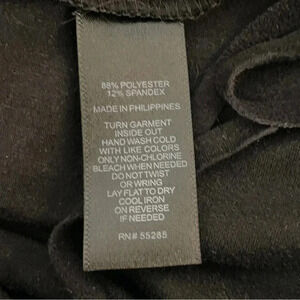 88% POLYESTER
12% SPANDEX
MADE IN PHILIPPINES
TURN GARMENT
INSIDE OUT
HAND WASH COLD
WITH LIKE COLORS
ONLY NON-CHLORINE
BLEACH WHEN NEEDED
DO NOT TWIST
OR WRING
LAY FLAT TO DRY
COOL IRON
ON REVERSE
IF NEEDED
RN# 55285